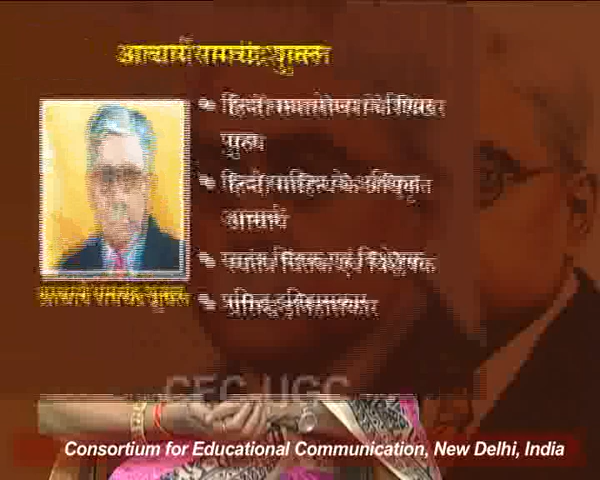 आचार्य रामचंद्र शुक्ल
हिन्दी समालोचना के शिखर
पुरुष
हिन्दी साहित्य के अधिकृत
आचार्य
स्वतंत्र चिंतक एवं विश्लेषक
प्रसिद्ध इतिहासकार
आचार्य रामचंद्र शुक्ल
CEC-UGC
Consortium for Educational Communication, New Delhi, India